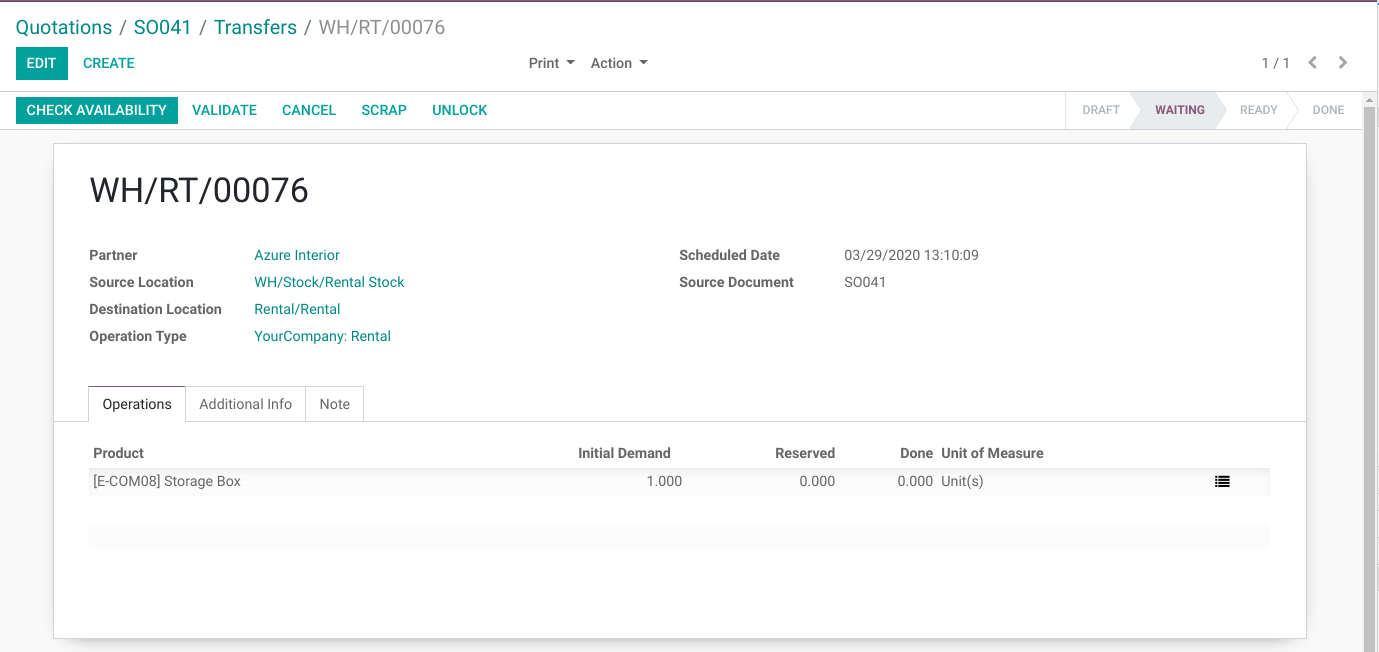 Quotations / SO041 / Transfers / WH/RT/00076
EDIT CREATE Print Action 1 / 1
CHECK AVAILABILITY VALIDATE CANCEL SCRAP UNLOCK DRAFT WAITING READY DONE
WH/RT/00076
Partner Azure Interior Scheduled Date 03/29/2020 13:10:09
Source Location WH/Stock/Rental Stock Source Document SO041
Destination Location Rental/Rental
Operation Type YourCompany: Rental
Operations Additional Info Note
Product Initial Demand Reserved Done Unit of Measure
[E-COM08] Storage Box 1.000 0.000 0.000 Unit(s)